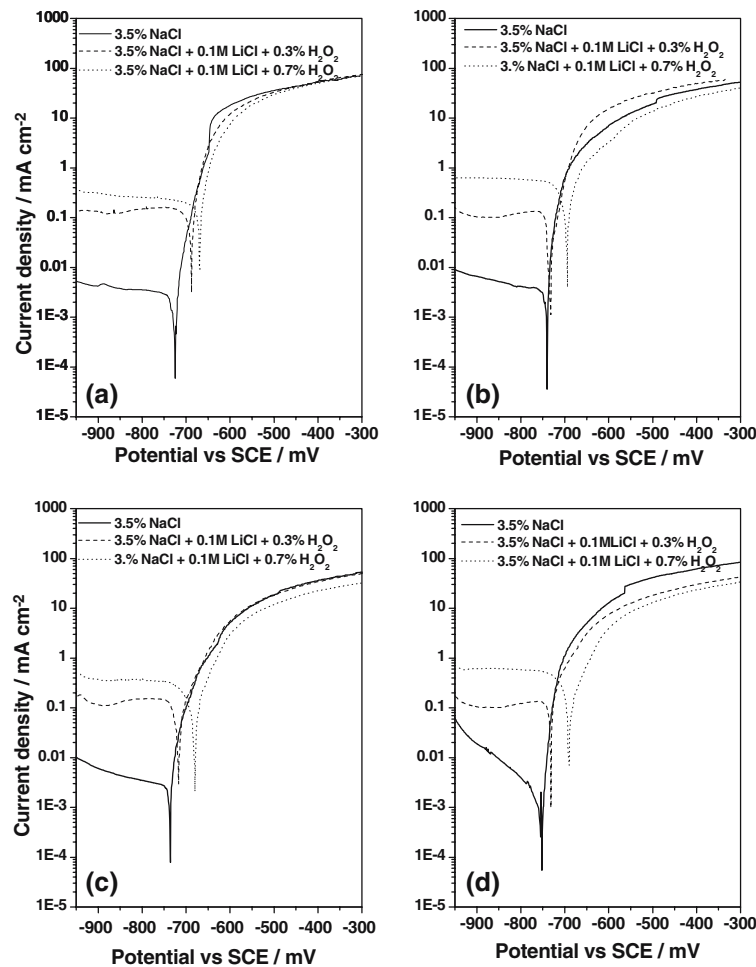 1000
100
10
1
0.1
0.01
1E-3
1E-4
1E-5
Current density / mA cm-2
3.5% NaCl
3.5% NaCl + 0.1M LiCl + 0.3% H2O2
3.5% NaCl + 0.1M LiCl + 0.7% H2O2
(a)
-900 -800 -700 -600 -500 -400 -300
Potential vs SCE / mV
1000
100
10
1
0.1
0.01
1E-3
1E-4
1E-5
3.5% NaCl
3.5% NaCl + 0.1M LiCl + 0.3% H2O2
3.% NaCl + 0.1M LiCl + 0.7% H2O2
(b)
-900 -800 -700 -600 -500 -400 -300
Potential vs SCE / mV
1000
100
10
1
0.1
0.01
1E-3
1E-4
1E-5
Current density / mA cm-2
3.5% NaCl
3.5% NaCl + 0.1M LiCl + 0.3% H2O2
3.% NaCl + 0.1M LiCl + 0.7% H2O2
(c)
-900 -800 -700 -600 -500 -400 -300
Potential vs SCE / mV
1000
100
10
1
0.1
0.01
1E-3
1E-4
1E-5
3.5% NaCl
3.5% NaCl + 0.1MLiCl + 0.3% H2O2
3.5% NaCl + 0.1M LiCl + 0.7% H2O2
(d)
-900 -800 -700 -600 -500 -400 -300
Potential vs SCE / mV